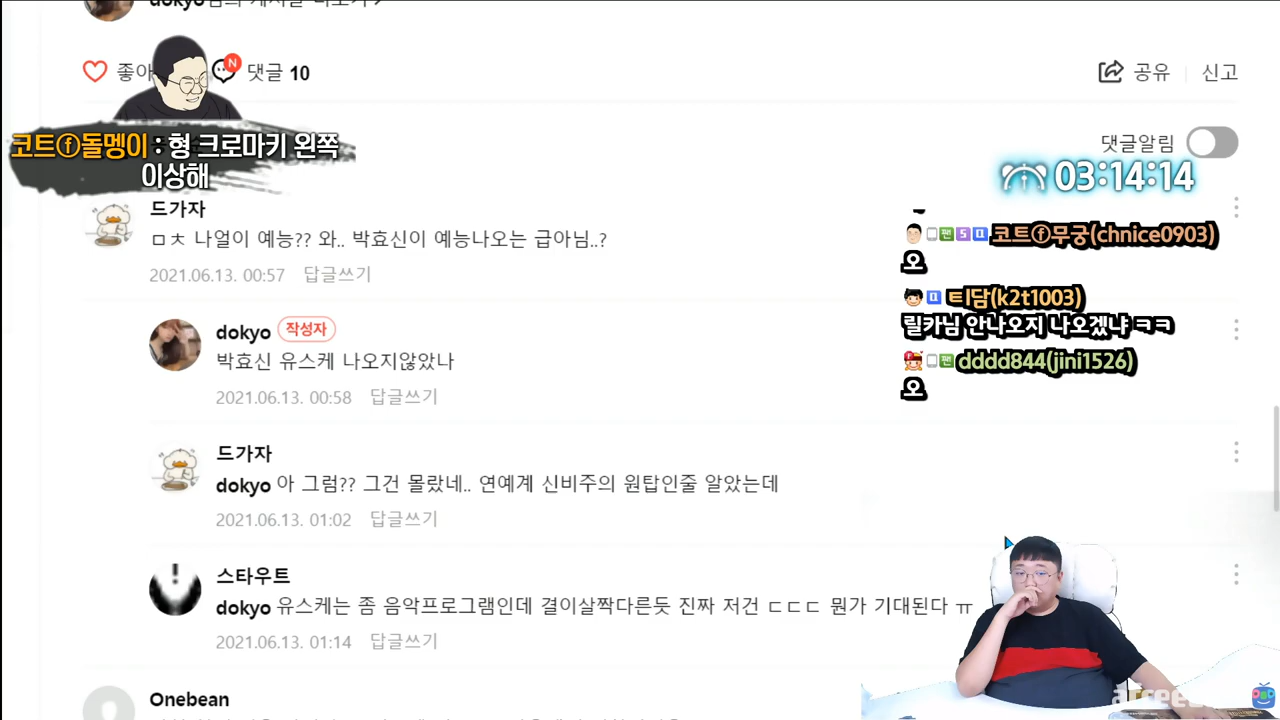 dokyo
좋아
N
댓글 10
공유
신고
코트ⓕ돌멩이 : 형 크로마키 왼쪽
이상해
댓글알림
03:14:14
드가자
ㅁㅊ 나얼이 예능?? 와.. 박효신이 예능나오는 급아님..?
2021.06.13. 00:57 답글쓰기
코트ⓕ무궁(chnice0903)
오
티담(k2t1003)
릴카님 안나오지 나오겠냐 ㅋㅋ
dddd844(jini1526)
오
dokyo 작성자
박효신 유스케 나오지않았나
2021.06.13. 00:58 답글쓰기
드가자
dokyo 아 그럼?? 그건 몰랐네.. 연예계 신비주의 원탑인줄 알았는데
2021.06.13. 01:02 답글쓰기
스타우트
dokyo 유스케는 좀 음악프로그램인데 결이살짝다른듯 진짜 저건 ㄷㄷㄷ 뭔가 기대된다 ㅠ
2021.06.13. 01:14 답글쓰기
Onebean